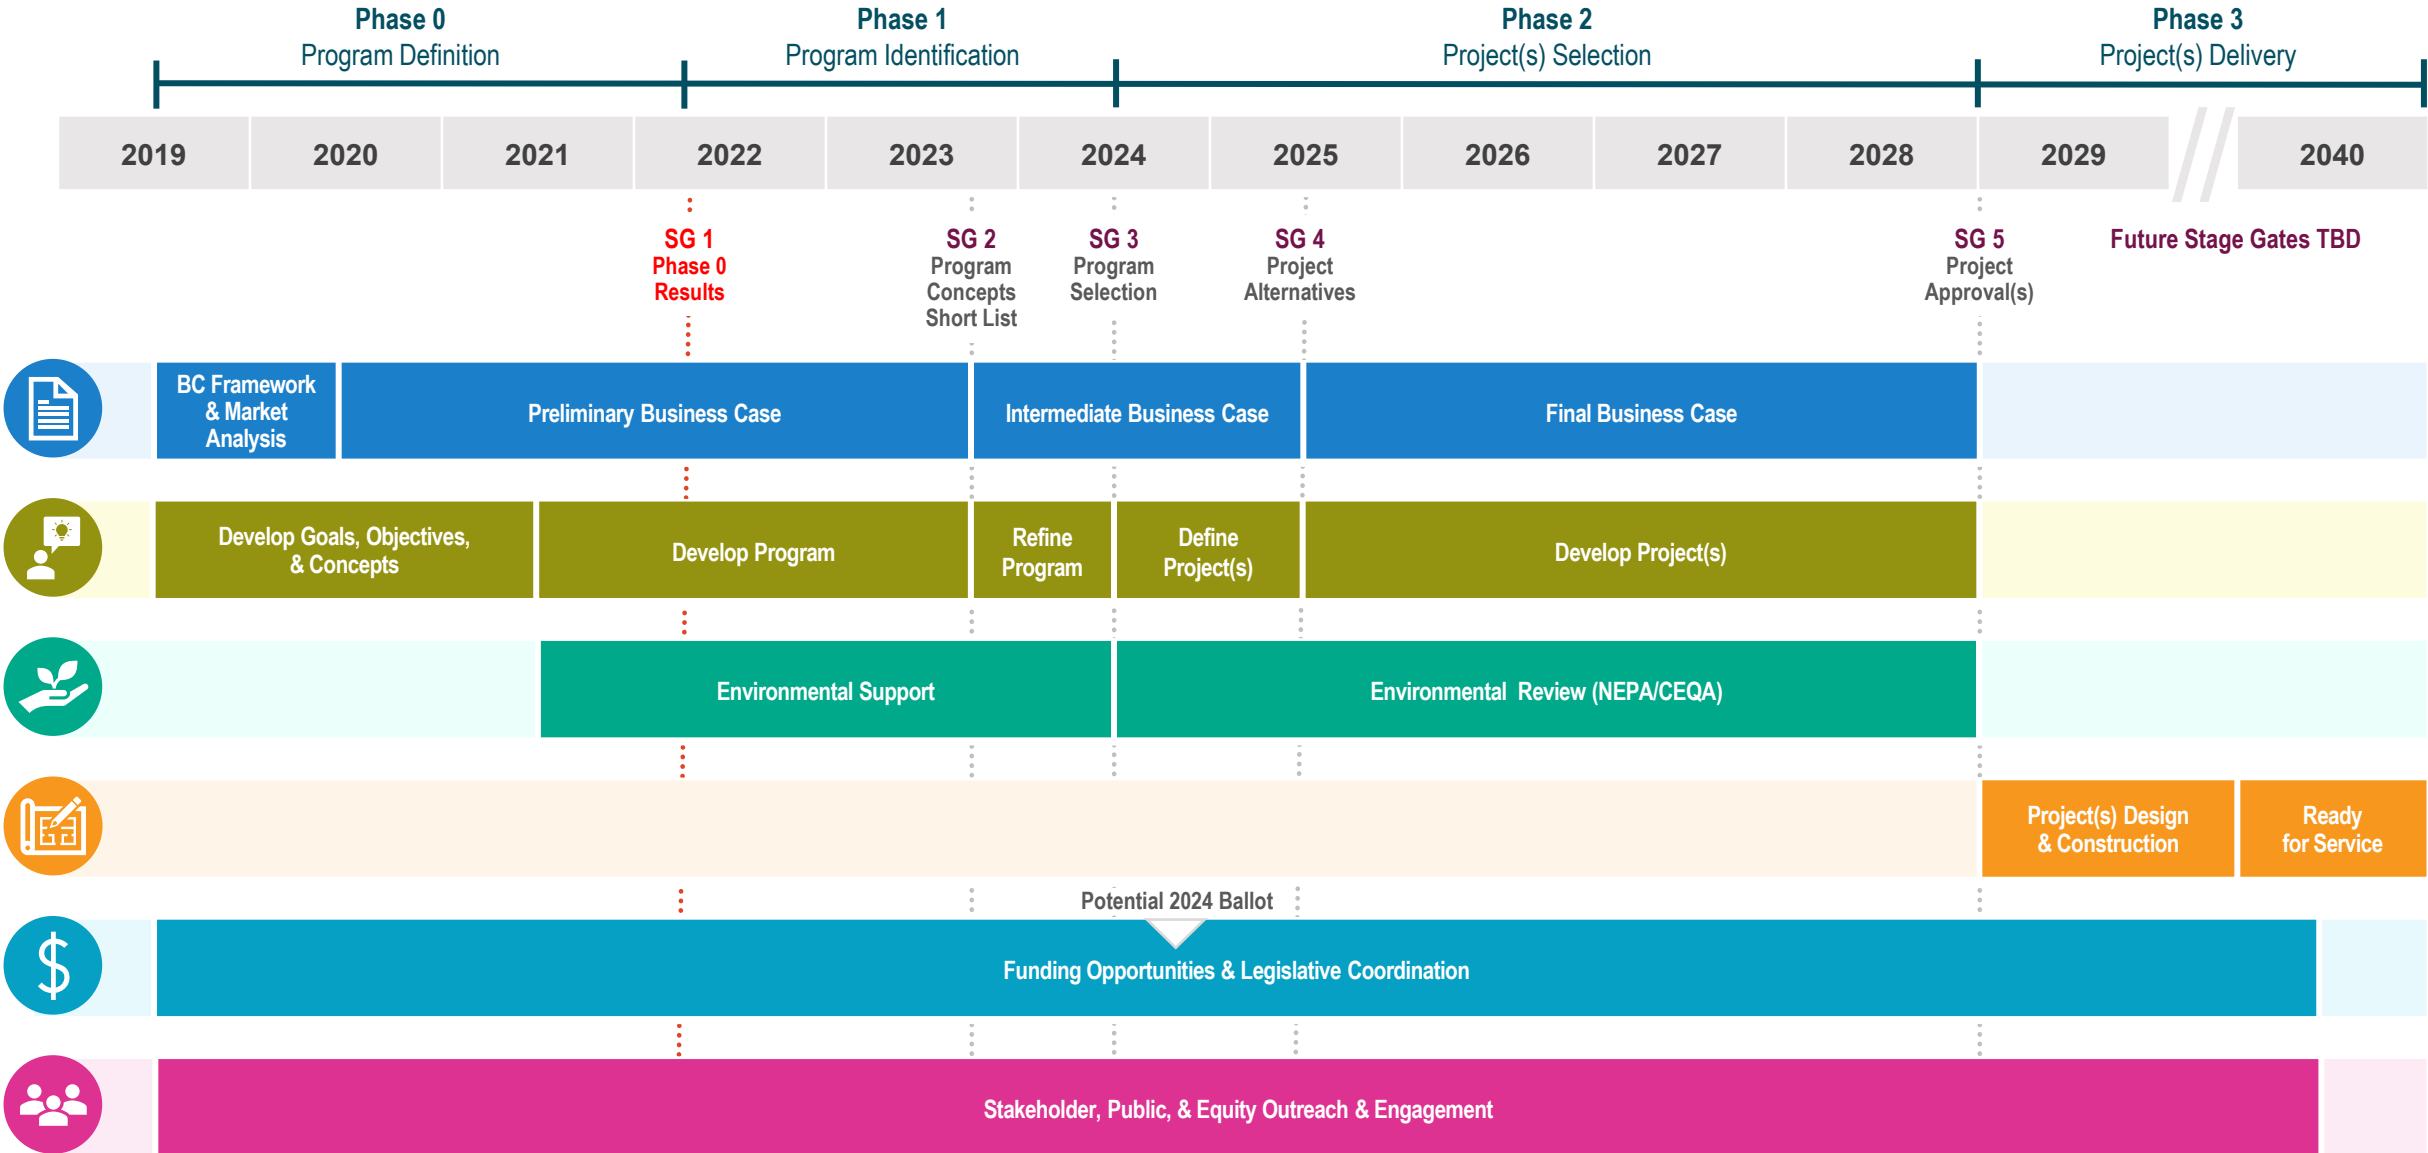 Phase 0
Program Definition
Phase 1
Program Identification
Phase 2
Project(s) Selection
Phase 3
Project(s) Delivery
2019
2020
2021
2022
2023
2024
2025
2026
2027
2028
2029
2040
SG 1
Phase 0
Results
SG 2
Program
Concepts
Short List
SG 3
Program
Selection
SG 4
Project
Alternatives
SG 5
Project
Approval(s)
Future Stage Gates TBD
BC Framework
& Market
Analysis
Preliminary Business Case
Intermediate Business Case
Final Business Case
Develop Goals, Objectives,
& Concepts
Develop Program
Refine
Program
Define
Project(s)
Develop Project(s)
Environmental Support
Environmental Review (NEPA/CEQA)
Project(s) Design
& Construction
Ready
for Service
Potential 2024 Ballot
$
Funding Opportunities & Legislative Coordination
Stakeholder, Public, & Equity Outreach & Engagement